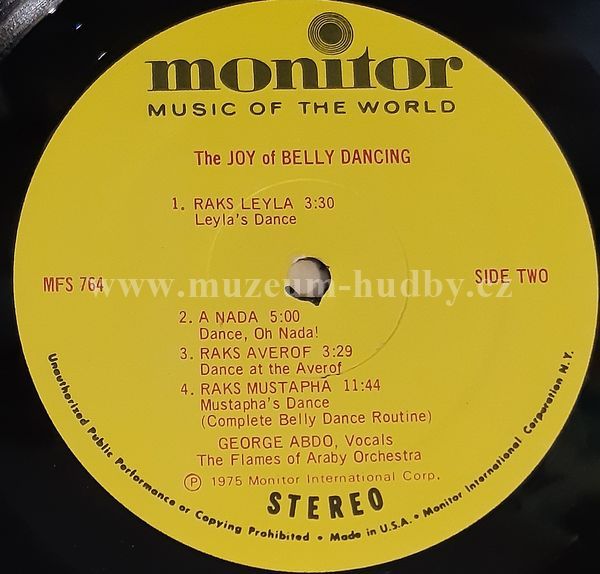 monitor
MUSIC OF THE WORLD
The JOY of BELLY DANCING
1. RAKS LEYLA 3:30
Leyla's Dance
MFS 764
SIDE TWO
www.muzeum-hudby.cz
2. A NADA 5:00
Dance, Oh Nada!
3. RAKS AVEROF 3:29
Dance at the Averof
4. RAKS MUSTAPHA 11:44
Mustapha's Dance
(Complete Belly Dance Routine)
GEORGE ABDO, Vocals
The Flames of Araby Orchestra
Ⓟ 1975 Monitor International Corp.
STEREO
Unauthorized Public Performance or Copying Prohibited • Made in U.S.A. • Monitor International Corporation N.Y.